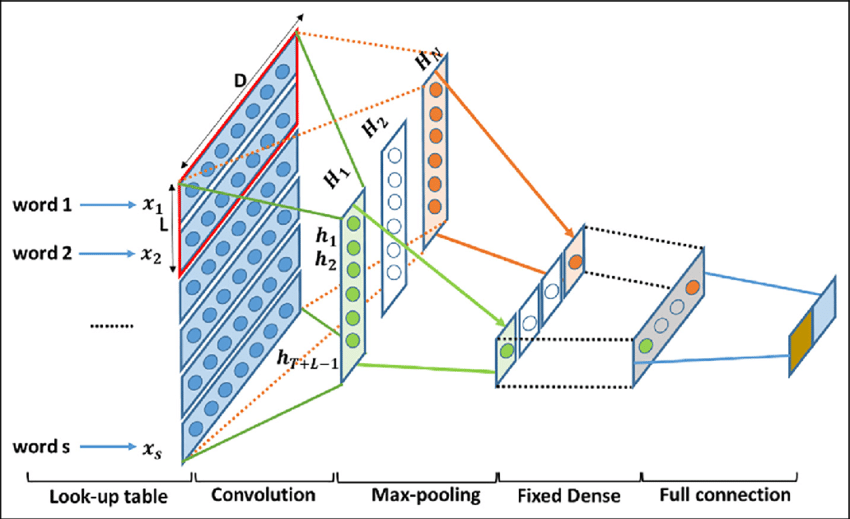 D
H_N
H_2
H_1
word 1 x_1
L
h_1
word 2 x_2
h_2
.........
h_{T+L−1}
word s x_s
Look-up table Convolution Max-pooling Fixed Dense Full connection